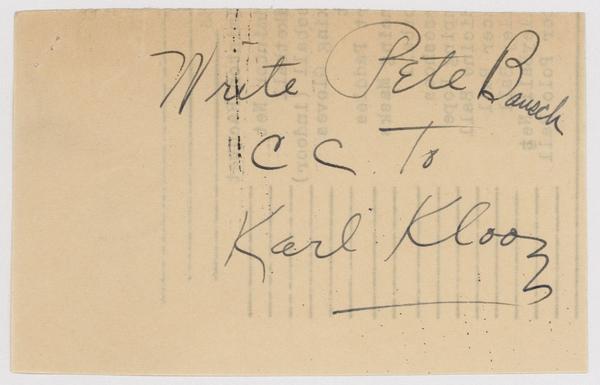 Write Pete Bausch
CC To
Karl Klooz